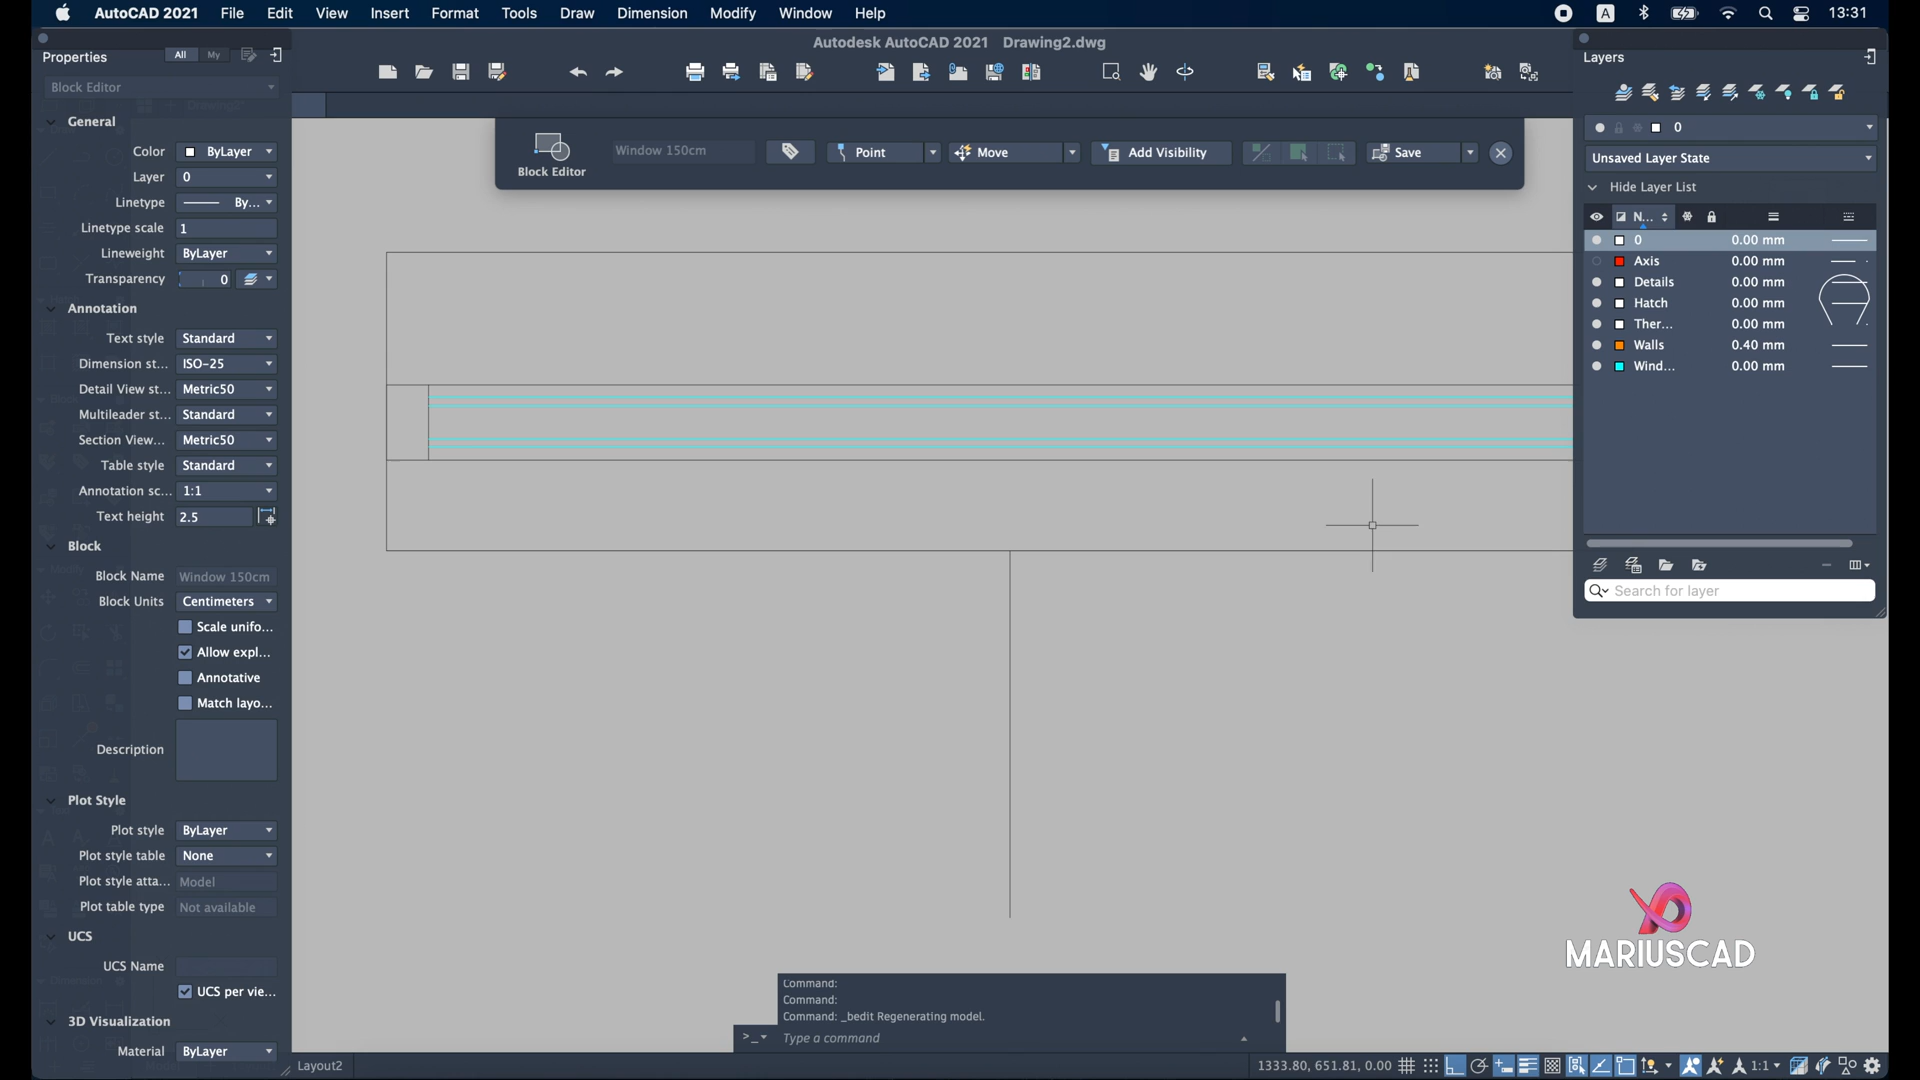 AutoCAD 2021 File Edit View Insert Format Tools Draw Dimension Modify Window Help
A
13:31
Properties
All My
Autodesk AutoCAD 2021 Drawing2.dwg
Layers
Block Editor
General
Color ByLayer
Layer 0
Linetype By...
Linetype scale 1
Lineweight ByLayer
Transparency 0
Annotation
Text style Standard
Dimension st... ISO-25
Detail View st... Metric50
Multileader st... Standard
Section View... Metric50
Table style Standard
Annotation sc... 1:1
Text height 2.5
Block
Block Name Window 150cm
Block Units Centimeters
Scale unifo...
Allow expl...
Annotative
Match layo...
Description
Plot Style
Plot style ByLayer
Plot style table None
Plot style atta... Model
Plot table type Not available
UCS
UCS Name
UCS per vie...
3D Visualization
Material ByLayer
Block Editor
Window 150cm
Point
Move
Add Visibility
Save
0
Unsaved Layer State
Hide Layer List
N...
0 0.00 mm
Axis 0.00 mm
Details 0.00 mm
Hatch 0.00 mm
Ther... 0.00 mm
Walls 0.40 mm
Wind... 0.00 mm
Search for layer
MARIUSCAD
Command:
Command:
Command: _bedit Regenerating model.
>_ Type a command
Layout2
1333.80, 651.81, 0.00
1:1